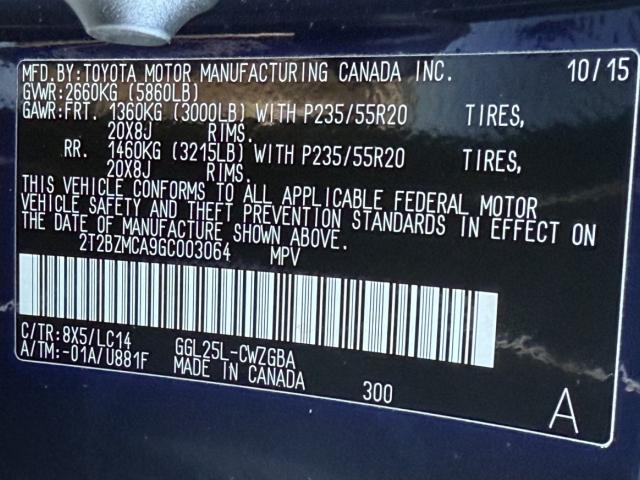 MFD.BY:TOYOTA MOTOR MANUFACTURING CANADA INC. 10/15
GVWR:2660KG (5860LB)
GAWR:FRT. 1360KG (3000LB) WITH P235/55R20 TIRES,
20X8J RIMS.
RR. 1460KG (3215LB) WITH P235/55R20 TIRES,
20X8J RIMS.
THIS VEHICLE CONFORMS TO ALL APPLICABLE FEDERAL MOTOR
VEHICLE SAFETY AND THEFT PREVENTION STANDARDS IN EFFECT ON
THE DATE OF MANUFACTURE SHOWN ABOVE.
2T2BZMCA9GC003064 MPV
C/TR:8X5/LC14 GGL25L-CWZGBA
A/TM:-01A/U881F MADE IN CANADA
300
A